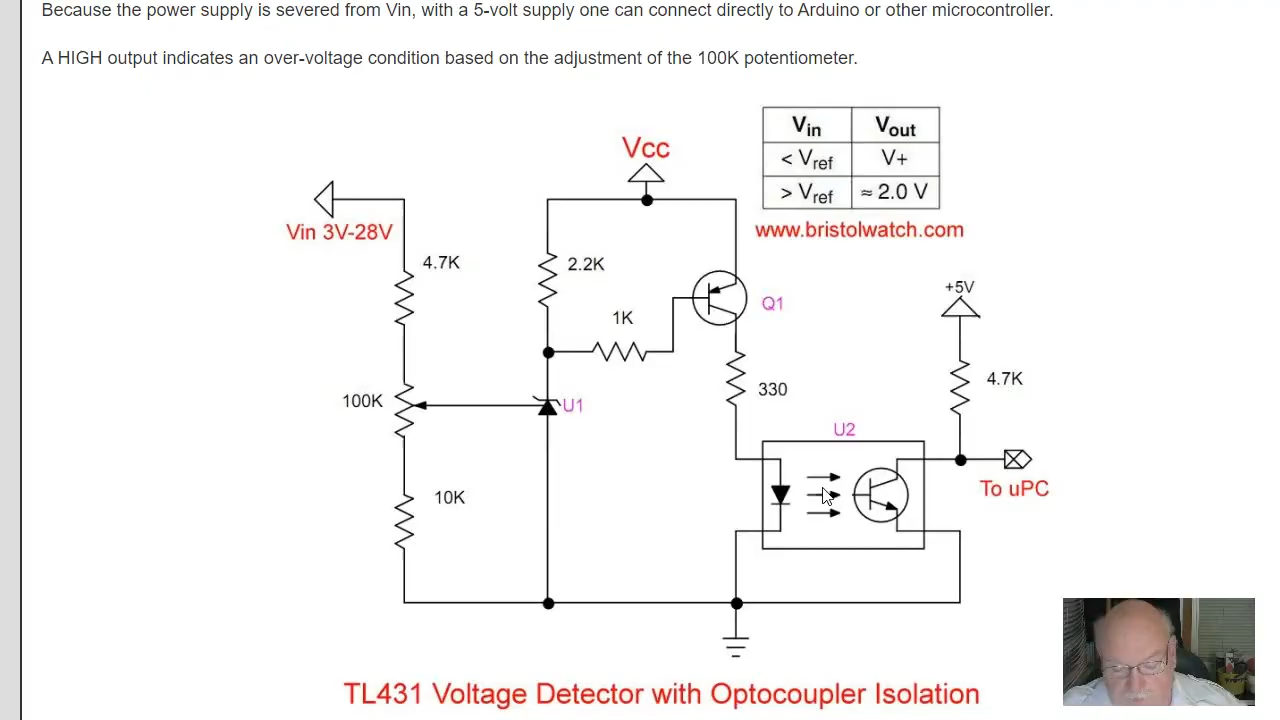 Because the power supply is severed from Vin, with a 5-volt supply one can connect directly to Arduino or other microcontroller.
A HIGH output indicates an over-voltage condition based on the adjustment of the 100K potentiometer.
Vin Vout
< Vref V+
> Vref ≈ 2.0 V
www.bristolwatch.com
Vcc
Vin 3V-28V
4.7K
2.2K
1K
Q1
+5V
4.7K
330
100K
U1
U2
10K
To uPC
TL431 Voltage Detector with Optocoupler Isolation